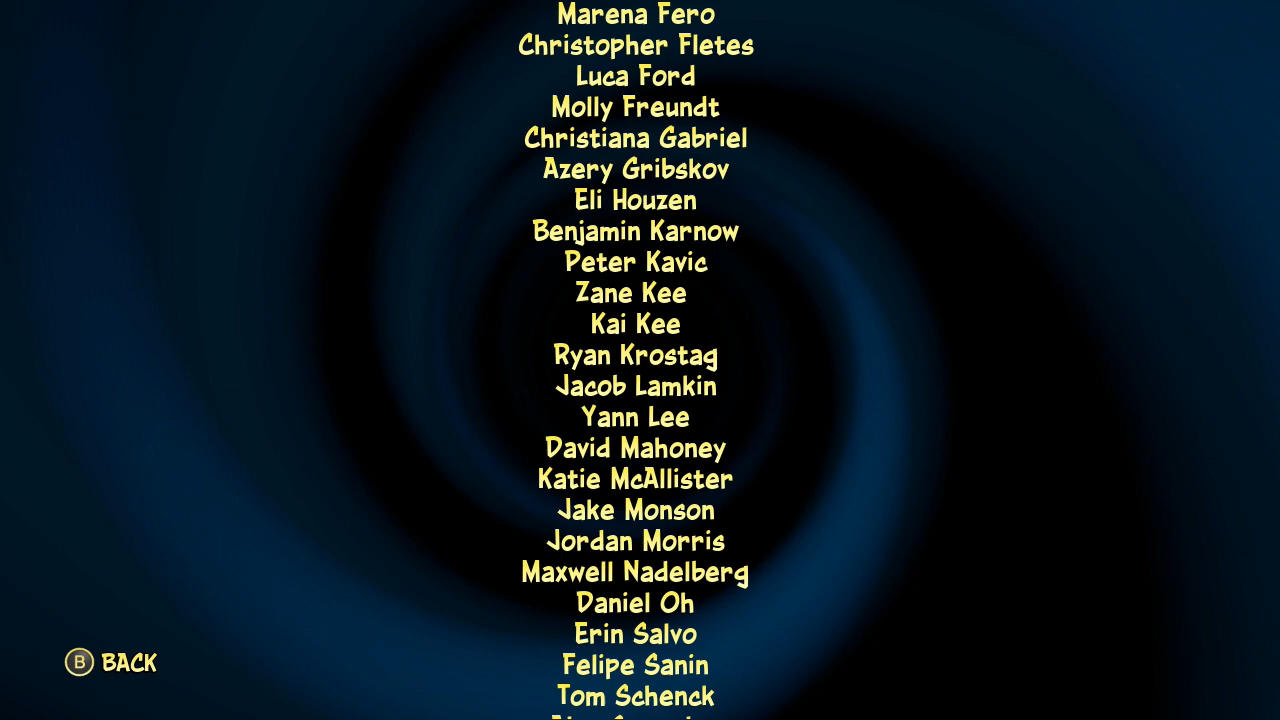 Marena Fero
Christopher Fletes
Luca Ford
Molly Freundt
Christiana Gabriel
Azery Gribskov
Eli Houzen
Benjamin Karnow
Peter Kavic
Zane Kee
Kai Kee
Ryan Krostag
Jacob Lamkin
Yann Lee
David Mahoney
Katie McAllister
Jake Monson
Jordan Morris
Maxwell Nadelberg
Daniel Oh
Erin Salvo
B BACK
Felipe Sanin
Tom Schenck